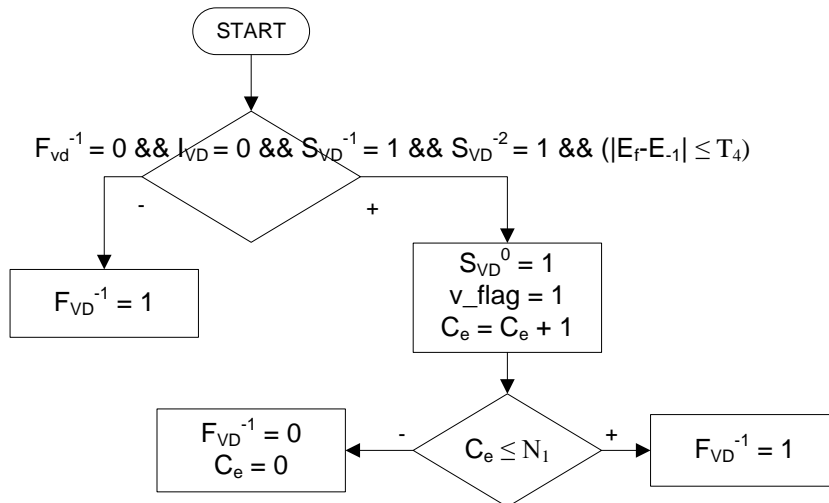 START
F_vd^-1 = 0 && I_VD = 0 && S_VD^-1 = 1 && S_VD^-2 = 1 && (|E_f-E_-1| ≤ T_4)
-
+
F_VD^-1 = 1
S_VD^0 = 1
v_flag = 1
C_e = C_e + 1
F_VD^-1 = 0
C_e = 0
-
C_e ≤ N_1
+
F_VD^-1 = 1